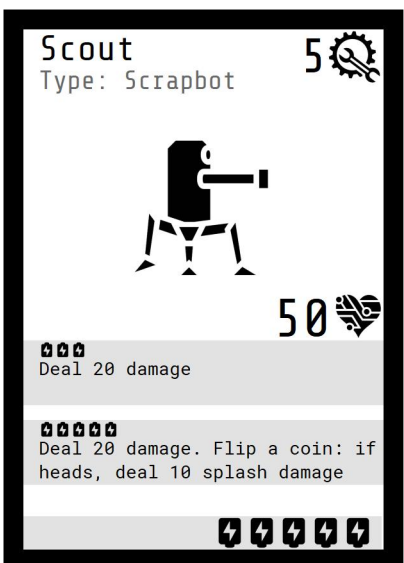 Scout
5
Type: Scrapbot
50
Deal 20 damage
Deal 20 damage. Flip a coin: if
heads, deal 10 splash damage